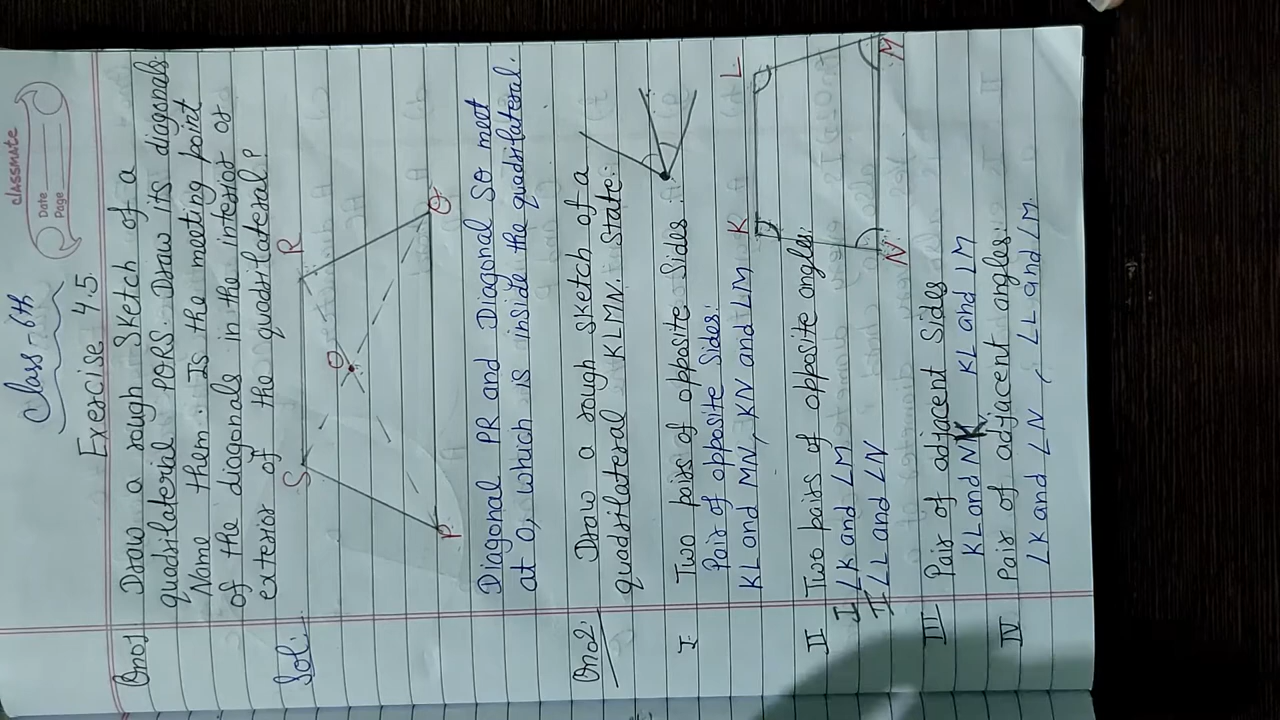 classmate
Date
Page
Class - 6th
Exercise 4.5
Qno1 Draw a rough Sketch of a
quadrilaterial PQRS. Draw its diagonals.
Name them. Is the meeting point
of the diagonals in the interior or
exterior of the quadrilateral?
Sol:
S R
O
P Q
Diagonal PR and Diagonal SQ meet
at O, which is inside the quadrilateral.
Qno2 Draw a rough sketch of a
quadrilateral KLMN. State:
I Two pairs of opposite Sides.
Pair of opposite Sides:
KL and MN, KN and LM
K L
N M
II Two pairs of opposite angles.
I ∠K and ∠M
II ∠L and ∠N
III Pair of adjacent Sides
KL and NK, KL and LM
IV Pair of adjacent angles.
∠K and ∠N, ∠L and ∠M.